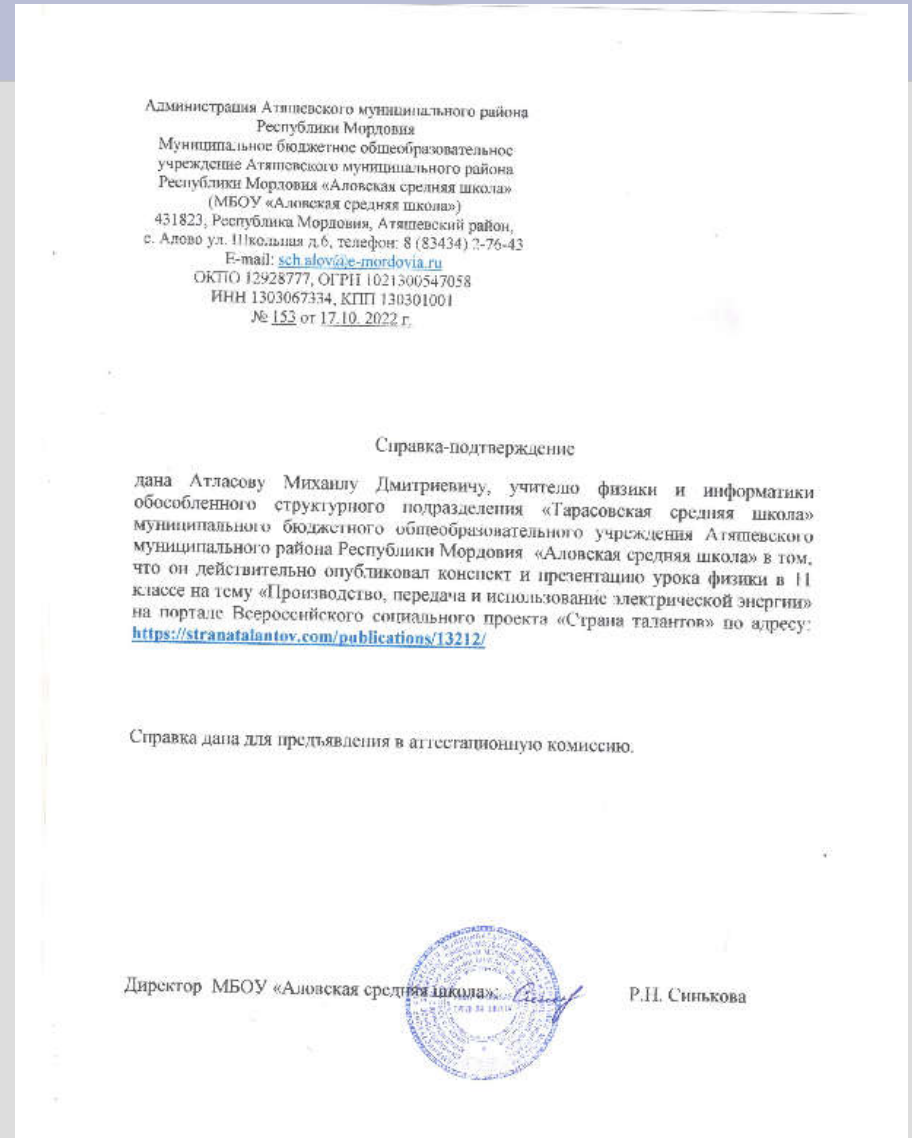 Администрация Атяшевского муниципального района
Республики Мордовия
Муниципальное бюджетное общеобразовательное
учреждение Атяшевского муниципального района
Республики Мордовия «Аловская средняя школа»
(МБОУ «Аловская средняя школа»)
431823, Республика Мордовия, Атяшевский район,
с. Алово ул. Школьная д.6, телефон: 8 (83434) 2-76-43
E-mail: sch.alov@e-mordovia.ru
ОКПО 12928777, ОГРН 1021300547058
ИНН 1303067334, КПП 130301001
№ 153 от 17.10. 2022 г.
Справка-подтверждение
дана Атласову Михаилу Дмитриевичу, учителю физики и информатики
обособленного структурного подразделения «Тарасовская средняя школа»
муниципального бюджетного общеобразовательного учреждения Атяшевского
муниципального района Республики Мордовия «Аловская средняя школа» в том,
что он действительно опубликовал конспект и презентацию урока физики в 11
классе на тему «Производство, передача и использование электрической энергии»
на портале Всероссийского социального проекта «Страна талантов» по адресу:
https://stranatalantov.com/publications/13212/
Справка дана для предъявления в аттестационную комиссию.
Директор МБОУ «Аловская средняя школа» Р.Н. Синькова